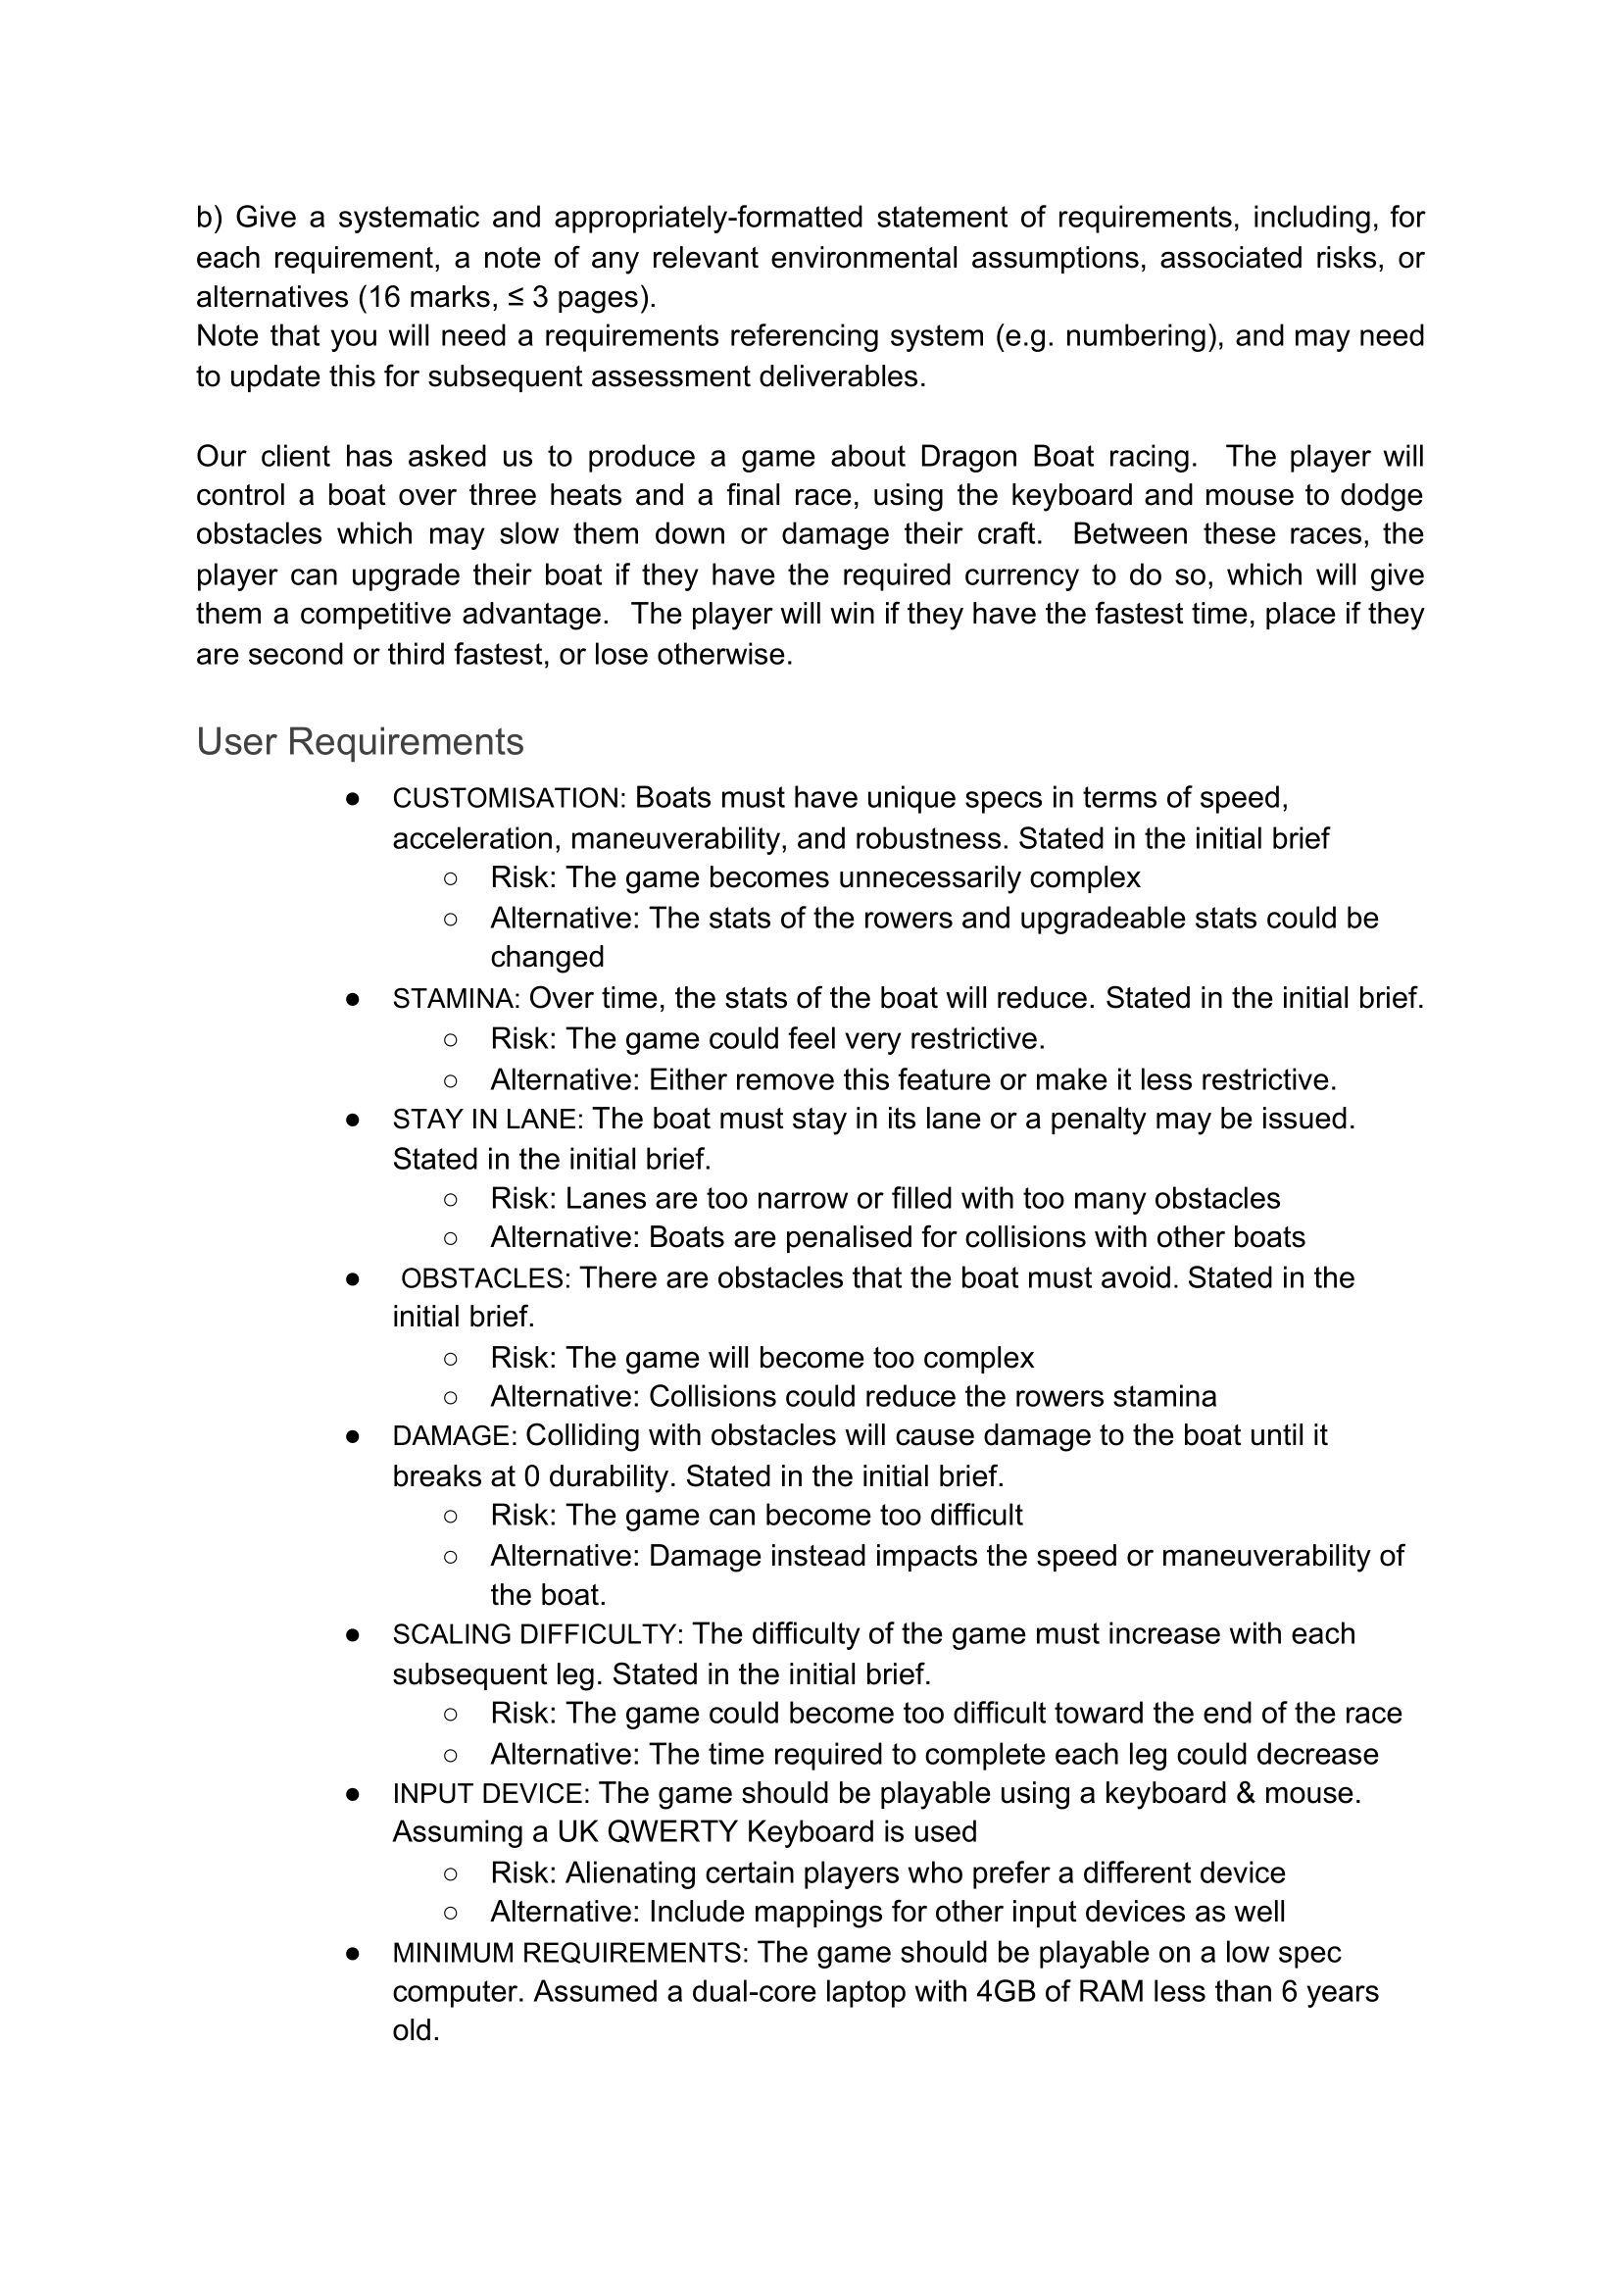 b) Give a systematic and appropriately-formatted statement of requirements, including, for
each requirement, a note of any relevant environmental assumptions, associated risks, or
alternatives (16 marks, ≤ 3 pages).
Note that you will need a requirements referencing system (e.g. numbering), and may need
to update this for subsequent assessment deliverables.
Our client has asked us to produce a game about Dragon Boat racing. The player will
control a boat over three heats and a final race, using the keyboard and mouse to dodge
obstacles which may slow them down or damage their craft. Between these races, the
player can upgrade their boat if they have the required currency to do so, which will give
them a competitive advantage. The player will win if they have the fastest time, place if they
are second or third fastest, or lose otherwise.
User Requirements
● CUSTOMISATION: Boats must have unique specs in terms of speed,
acceleration, maneuverability, and robustness. Stated in the initial brief
○ Risk: The game becomes unnecessarily complex
○ Alternative: The stats of the rowers and upgradeable stats could be
changed
● STAMINA: Over time, the stats of the boat will reduce. Stated in the initial brief.
○ Risk: The game could feel very restrictive.
○ Alternative: Either remove this feature or make it less restrictive.
● STAY IN LANE: The boat must stay in its lane or a penalty may be issued.
Stated in the initial brief.
○ Risk: Lanes are too narrow or filled with too many obstacles
○ Alternative: Boats are penalised for collisions with other boats
● OBSTACLES: There are obstacles that the boat must avoid. Stated in the
initial brief.
○ Risk: The game will become too complex
○ Alternative: Collisions could reduce the rowers stamina
● DAMAGE: Colliding with obstacles will cause damage to the boat until it
breaks at 0 durability. Stated in the initial brief.
○ Risk: The game can become too difficult
○ Alternative: Damage instead impacts the speed or maneuverability of
the boat.
● SCALING DIFFICULTY: The difficulty of the game must increase with each
subsequent leg. Stated in the initial brief.
○ Risk: The game could become too difficult toward the end of the race
○ Alternative: The time required to complete each leg could decrease
● INPUT DEVICE: The game should be playable using a keyboard & mouse.
Assuming a UK QWERTY Keyboard is used
○ Risk: Alienating certain players who prefer a different device
○ Alternative: Include mappings for other input devices as well
● MINIMUM REQUIREMENTS: The game should be playable on a low spec
computer. Assumed a dual-core laptop with 4GB of RAM less than 6 years
old.